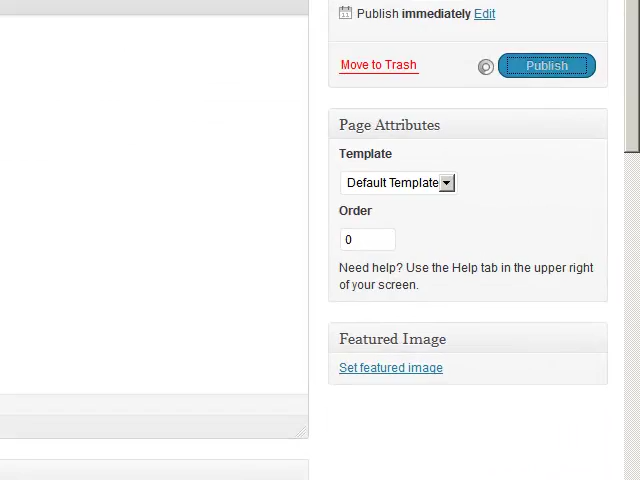 Publish immediately Edit
Move to Trash
Publish
Page Attributes
Template
Default Template
Order
0
Need help? Use the Help tab in the upper right
of your screen.
Featured Image
Set featured image